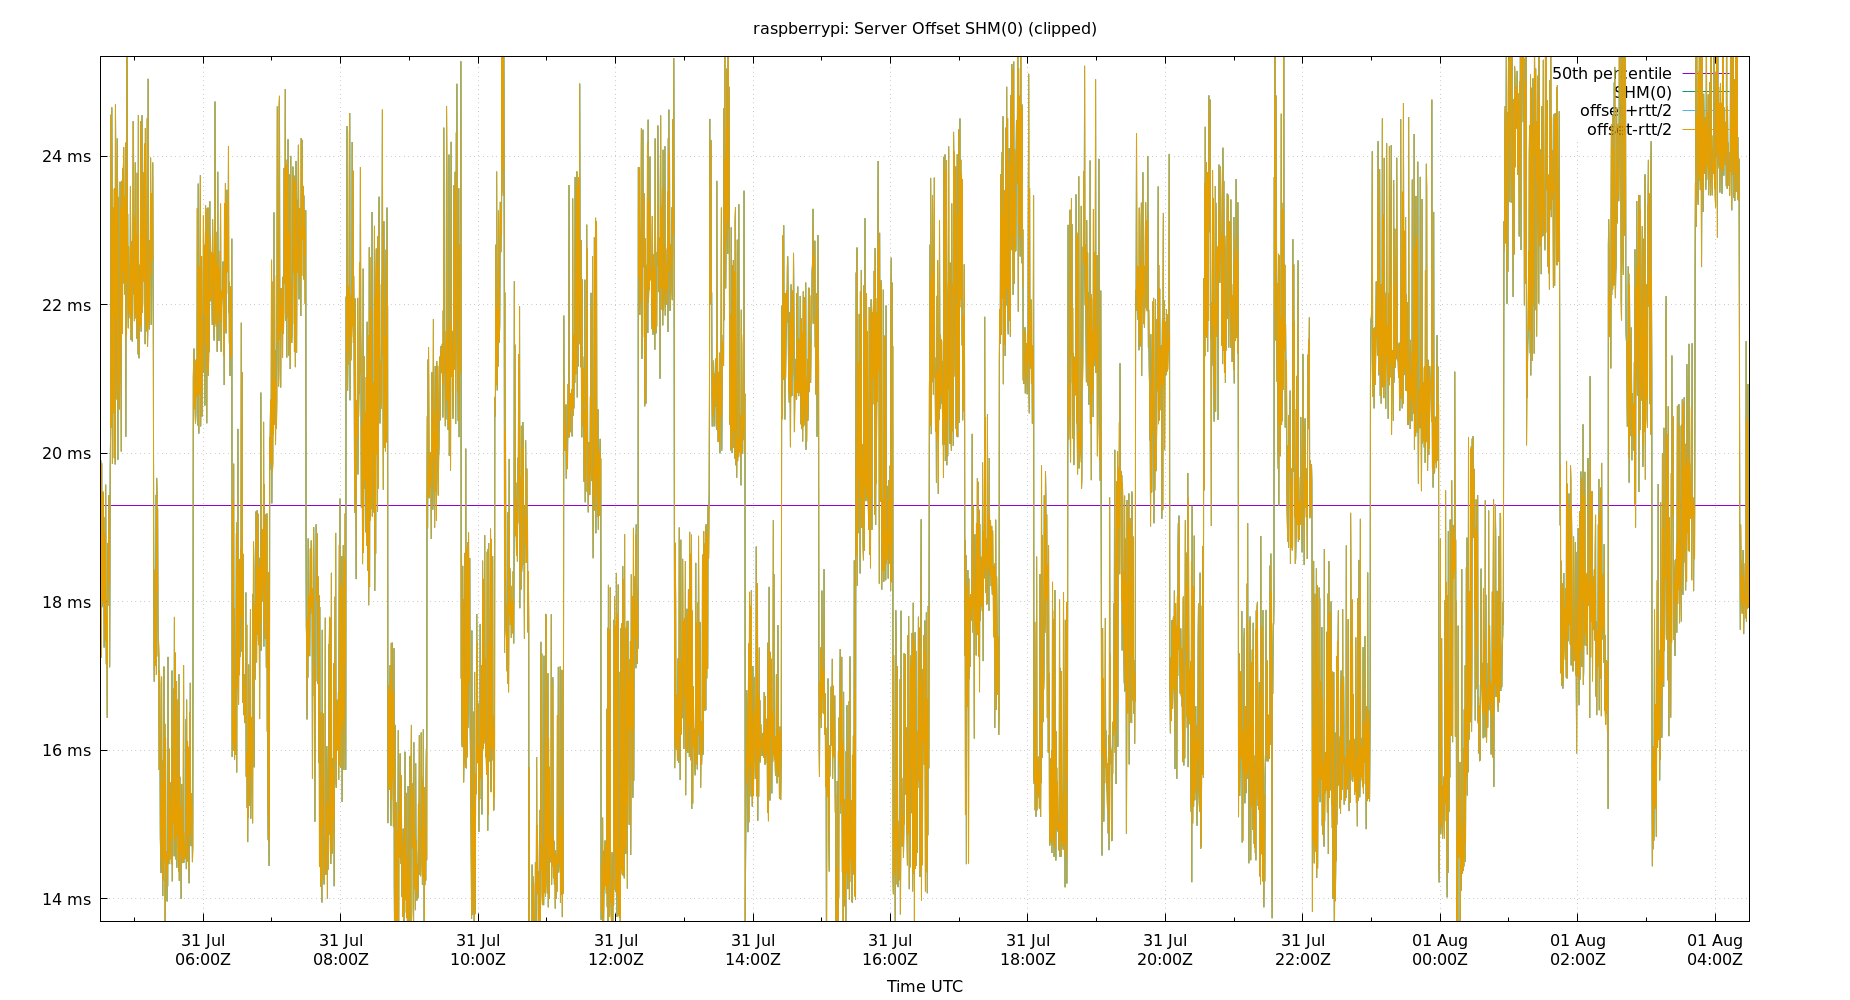 raspberrypi: Server Offset SHM(0) (clipped)
50th percentile
SHM(0)
offset+rtt/2
offset-rtt/2
24 ms
22 ms
20 ms
18 ms
16 ms
14 ms
31 Jul 31 Jul 31 Jul 31 Jul 31 Jul 31 Jul 31 Jul 31 Jul 31 Jul 01 Aug 01 Aug 01 Aug
06:00Z 08:00Z 10:00Z 12:00Z 14:00Z 16:00Z 18:00Z 20:00Z 22:00Z 00:00Z 02:00Z 04:00Z
Time UTC